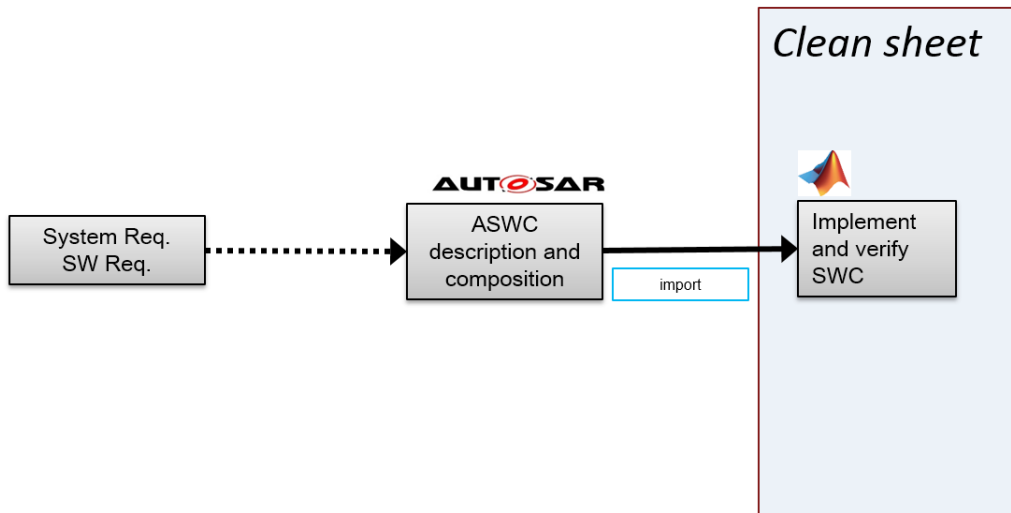 Clean sheet
AUTOSAR
System Req.
SW Req.
ASWC
description and
composition
import
Implement
and verify
SWC